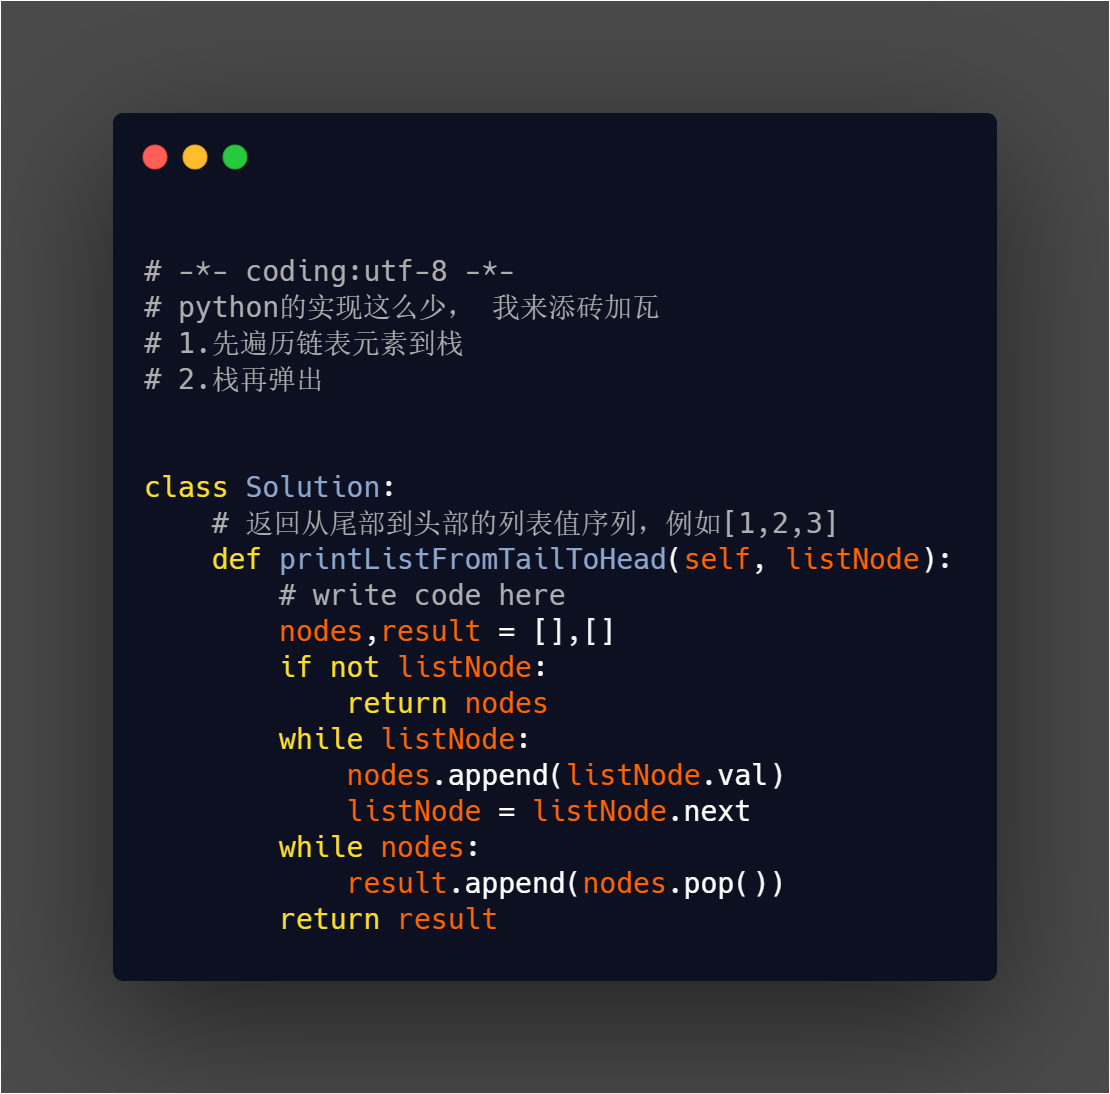 # -*- coding:utf-8 -*-
# python的实现这么少， 我来添砖加瓦
# 1.先遍历链表元素到栈
# 2.栈再弹出
class Solution:
    # 返回从尾部到头部的列表值序列，例如[1,2,3]
    def printListFromTailToHead(self, listNode):
        # write code here
        nodes,result = [],[]
        if not listNode:
            return nodes
        while listNode:
            nodes.append(listNode.val)
            listNode = listNode.next
        while nodes:
            result.append(nodes.pop())
        return result